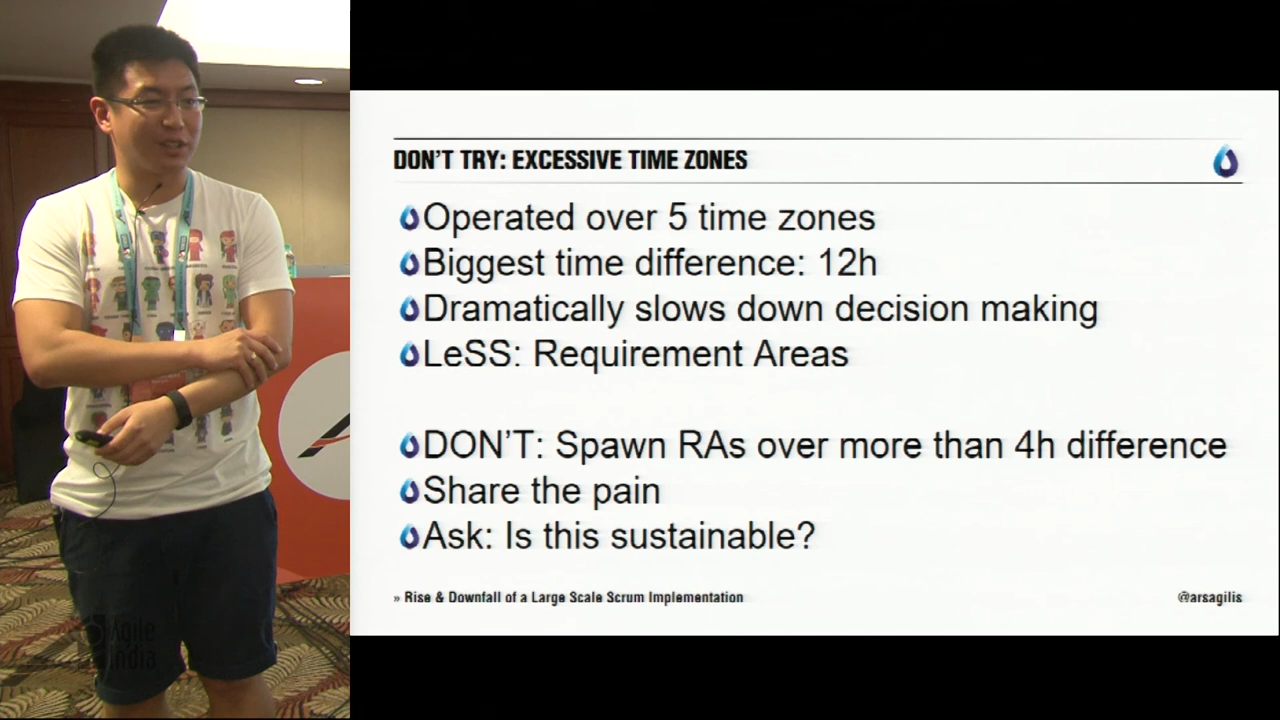 DON'T TRY: EXCESSIVE TIME ZONES
Operated over 5 time zones
Biggest time difference: 12h
Dramatically slows down decision making
LeSS: Requirement Areas
DON'T: Spawn RAs over more than 4h difference
Share the pain
Ask: Is this sustainable?
» Rise & Downfall of a Large Scale Scrum Implementation
@arsagilis
Agile
India